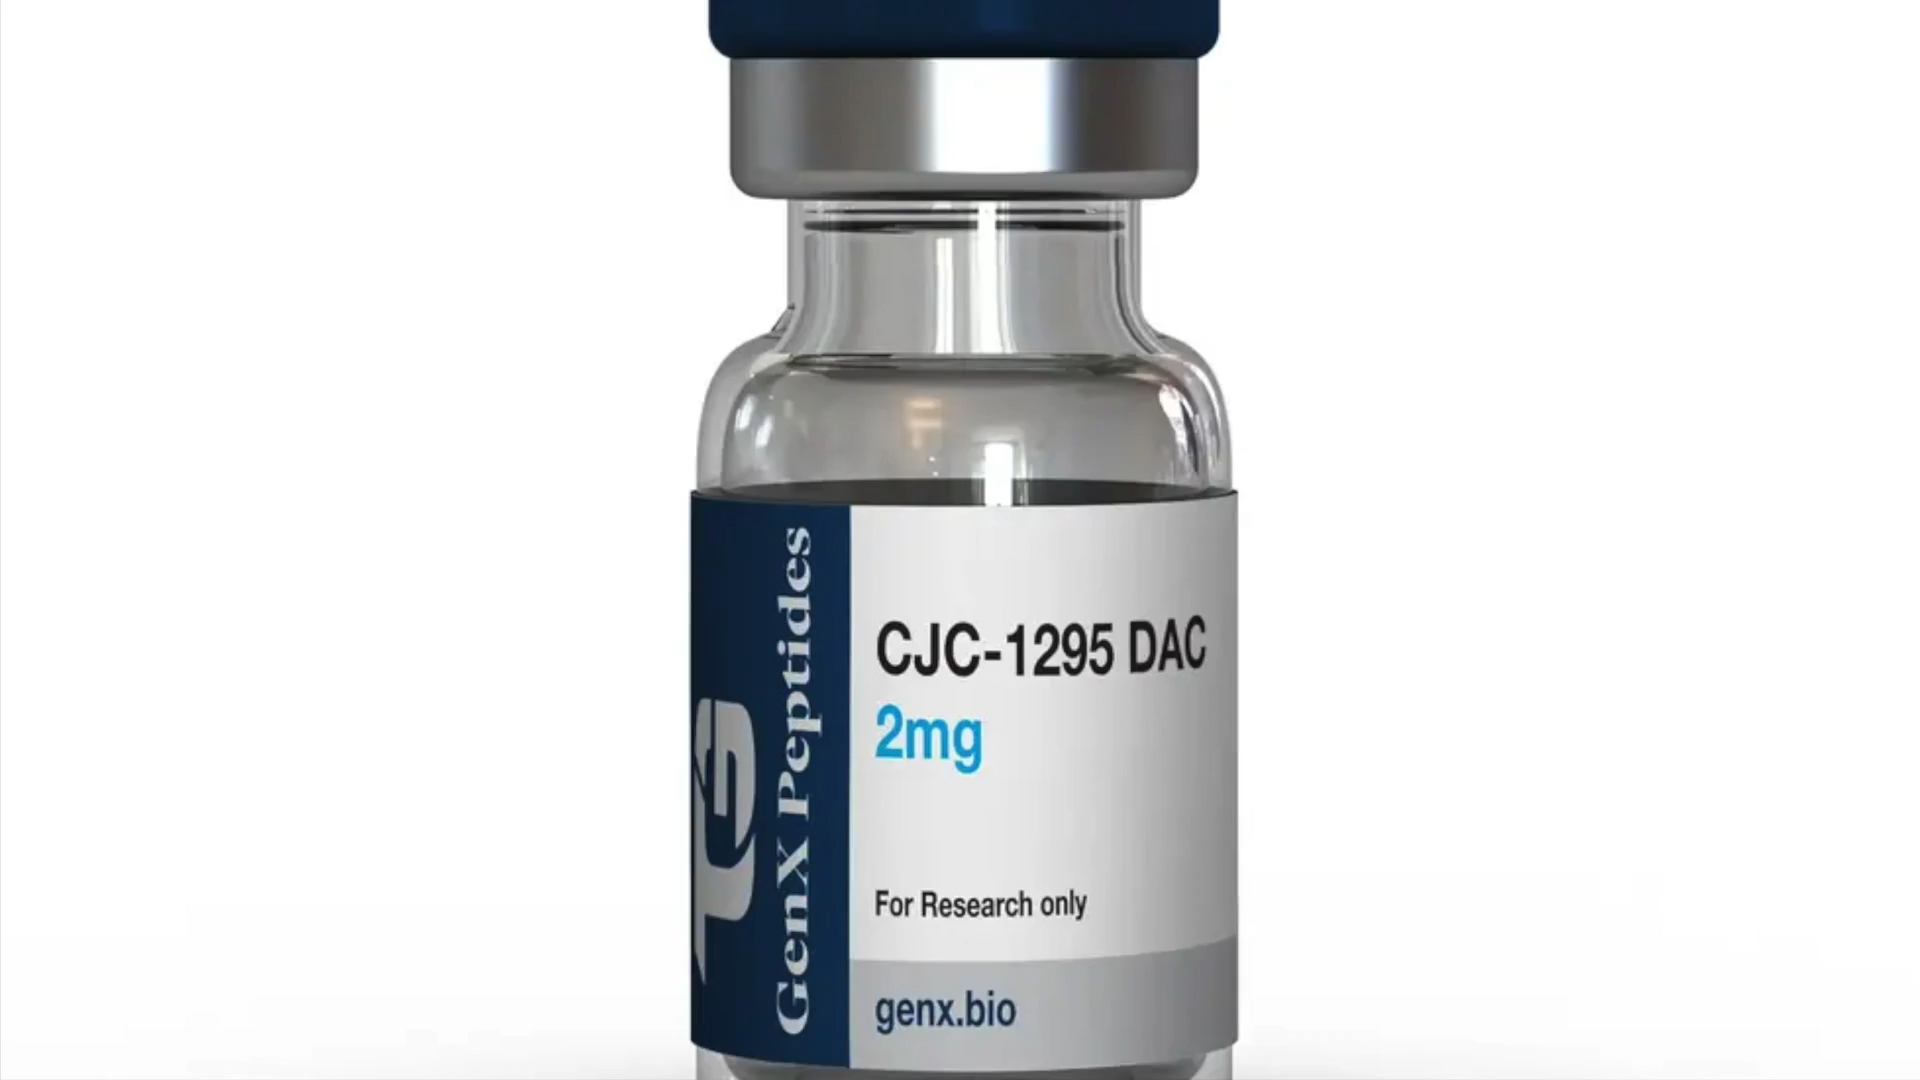 GenX Peptides
CJC-1295 DAC
2mg
For Research only
genx.bio